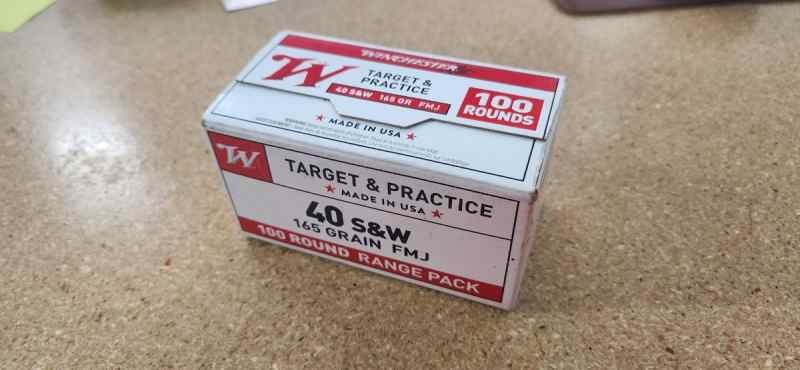 WINCHESTER
W
TARGET &
PRACTICE
40 S&W 165 GR FMJ
100
ROUNDS
★ MADE IN USA ★
W
TARGET & PRACTICE
★ MADE IN USA ★
40 S&W
165 GRAIN FMJ
100 ROUND RANGE PACK